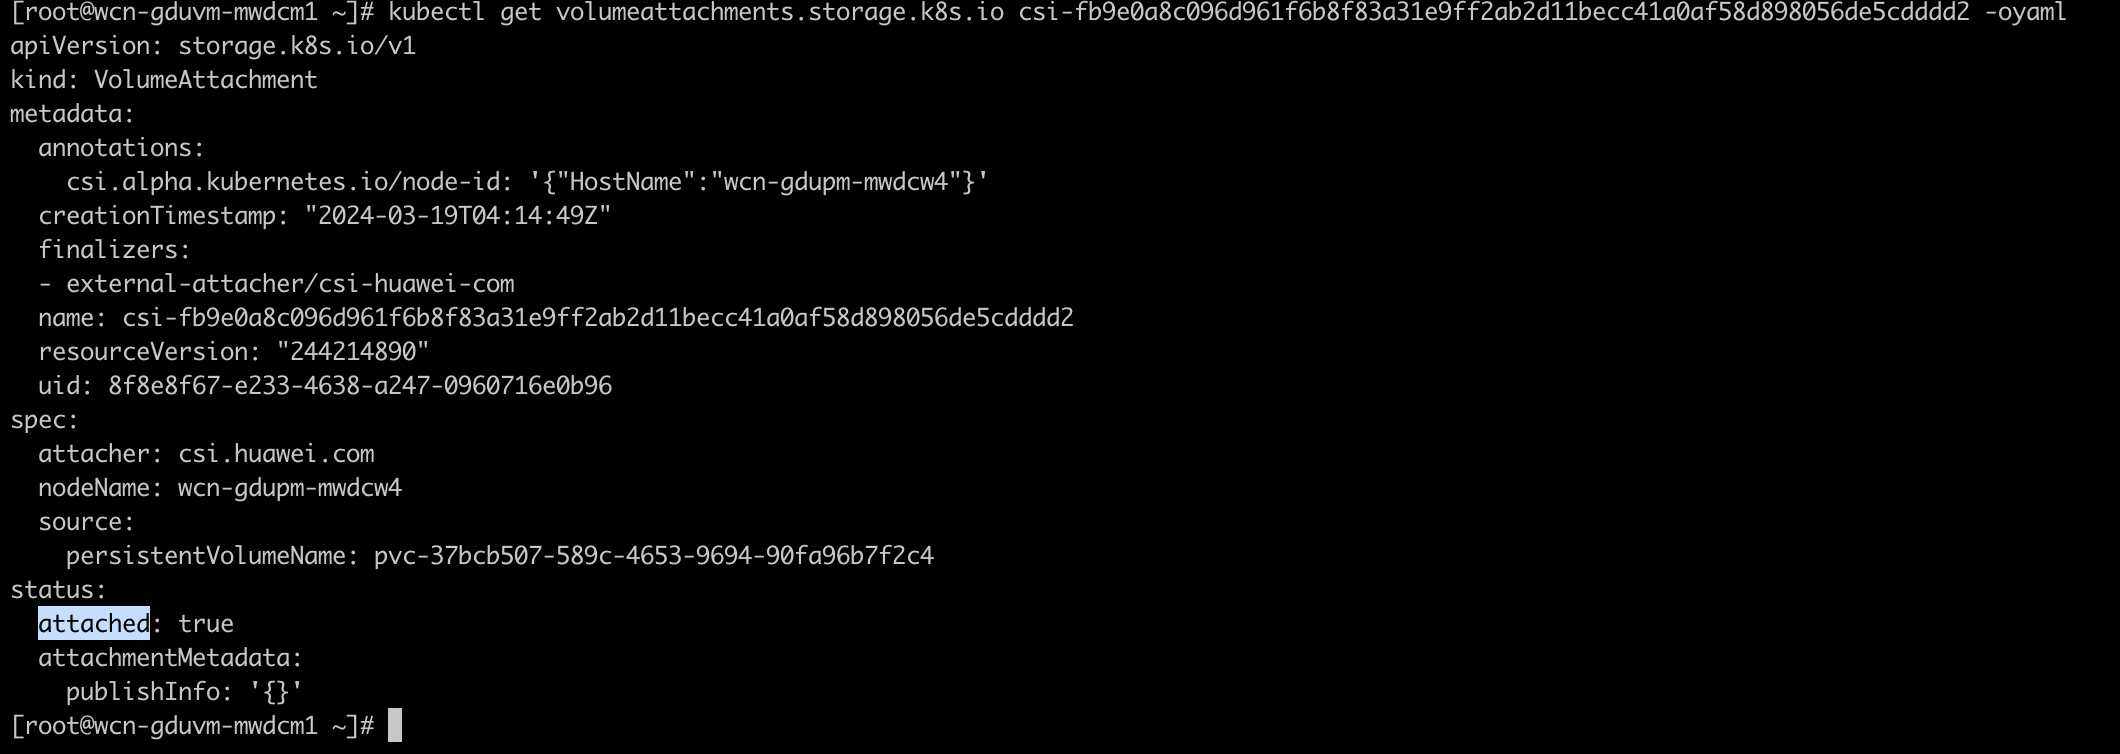 [root@wcn-gduvm-mwdcm1 ~]# kubectl get volumeattachments.storage.k8s.io csi-fb9e0a8c096d961f6b8f83a31e9ff2ab2d11becc41a0af58d898056de5cdddd2 -oyaml
apiVersion: storage.k8s.io/v1
kind: VolumeAttachment
metadata:
  annotations:
    csi.alpha.kubernetes.io/node-id: '{"HostName":"wcn-gdupm-mwdcw4"}'
  creationTimestamp: "2024-03-19T04:14:49Z"
  finalizers:
  - external-attacher/csi-huawei-com
  name: csi-fb9e0a8c096d961f6b8f83a31e9ff2ab2d11becc41a0af58d898056de5cdddd2
  resourceVersion: "244214890"
  uid: 8f8e8f67-e233-4638-a247-0960716e0b96
spec:
  attacher: csi.huawei.com
  nodeName: wcn-gdupm-mwdcw4
  source:
    persistentVolumeName: pvc-37bcb507-589c-4653-9694-90fa96b7f2c4
status:
  attached: true
  attachmentMetadata:
    publishInfo: '{}'
[root@wcn-gduvm-mwdcm1 ~]#